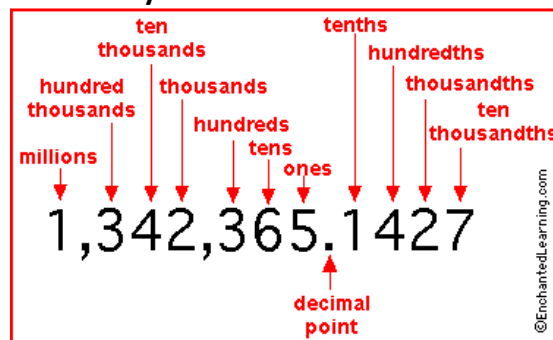 ten
thousands
tenths
hundredths
hundred
thousands
thousands
thousandths
ten
thousandths
hundreds
tens
ones
millions
1,342,365.1427
decimal
point
©EnchantedLearning.com